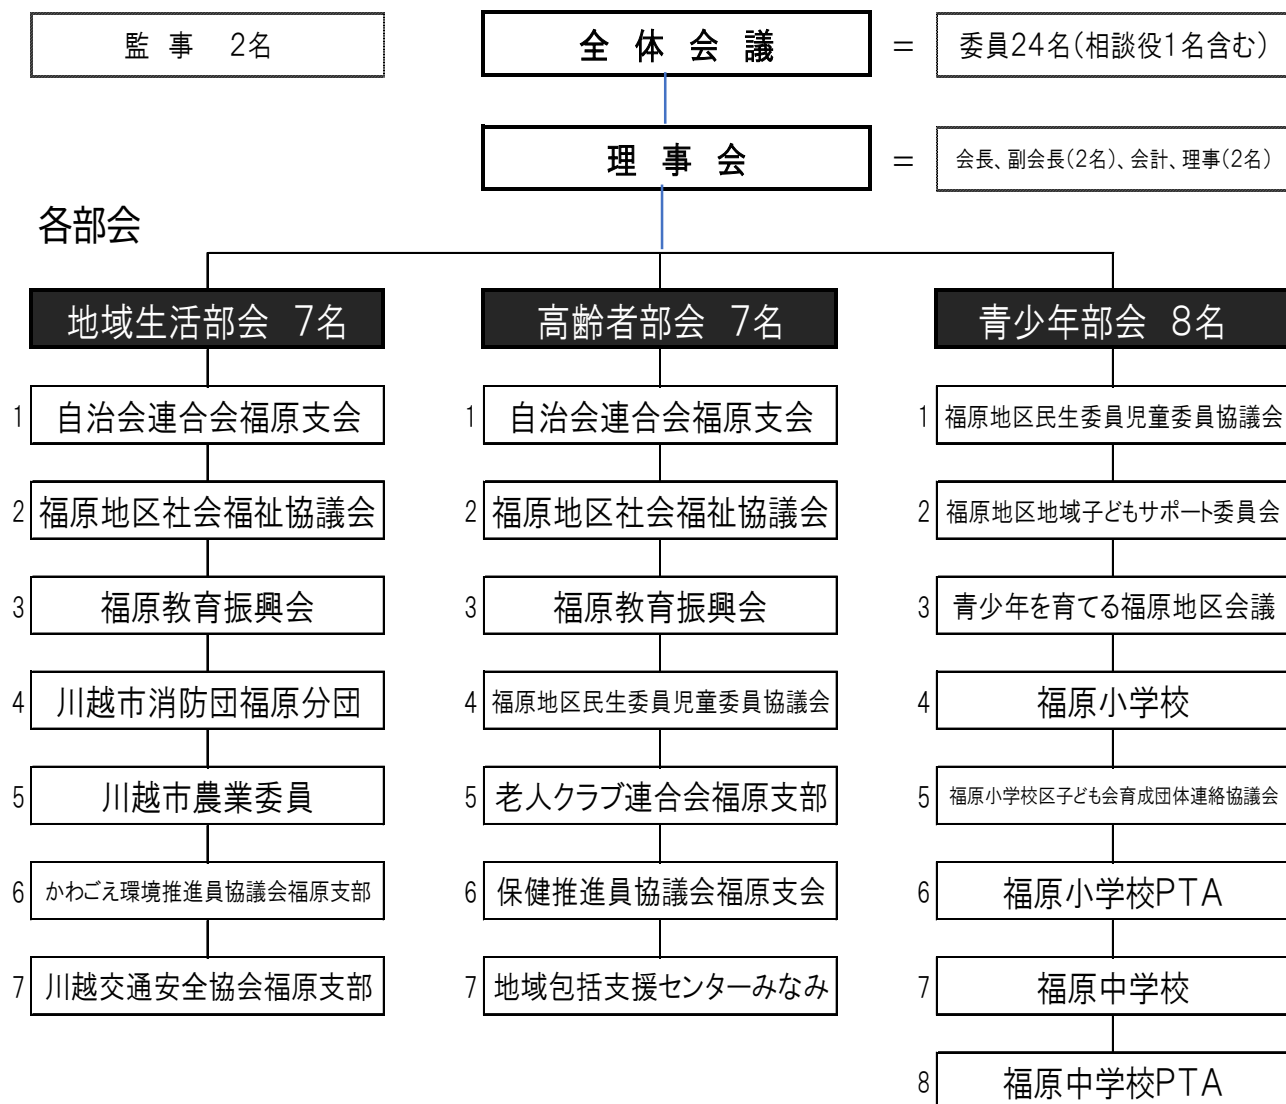 監 事 2名
全 体 会 議 = 委員24名(相談役1名含む)
理 事 会 = 会長、副会長(2名)、会計、理事(2名)
各部会
地域生活部会 7名
1 自治会連合会福原支会
2 福原地区社会福祉協議会
3 福原教育振興会
4 川越市消防団福原分団
5 川越市農業委員
6 かわごえ環境推進員協議会福原支部
7 川越交通安全協会福原支部
高齢者部会 7名
1 自治会連合会福原支会
2 福原地区社会福祉協議会
3 福原教育振興会
4 福原地区民生委員児童委員協議会
5 老人クラブ連合会福原支部
6 保健推進員協議会福原支会
7 地域包括支援センターみなみ
青少年部会 8名
1 福原地区民生委員児童委員協議会
2 福原地区地域子どもサポート委員会
3 青少年を育てる福原地区会議
4 福原小学校
5 福原小学校区子ども会育成団体連絡協議会
6 福原小学校PTA
7 福原中学校
8 福原中学校PTA